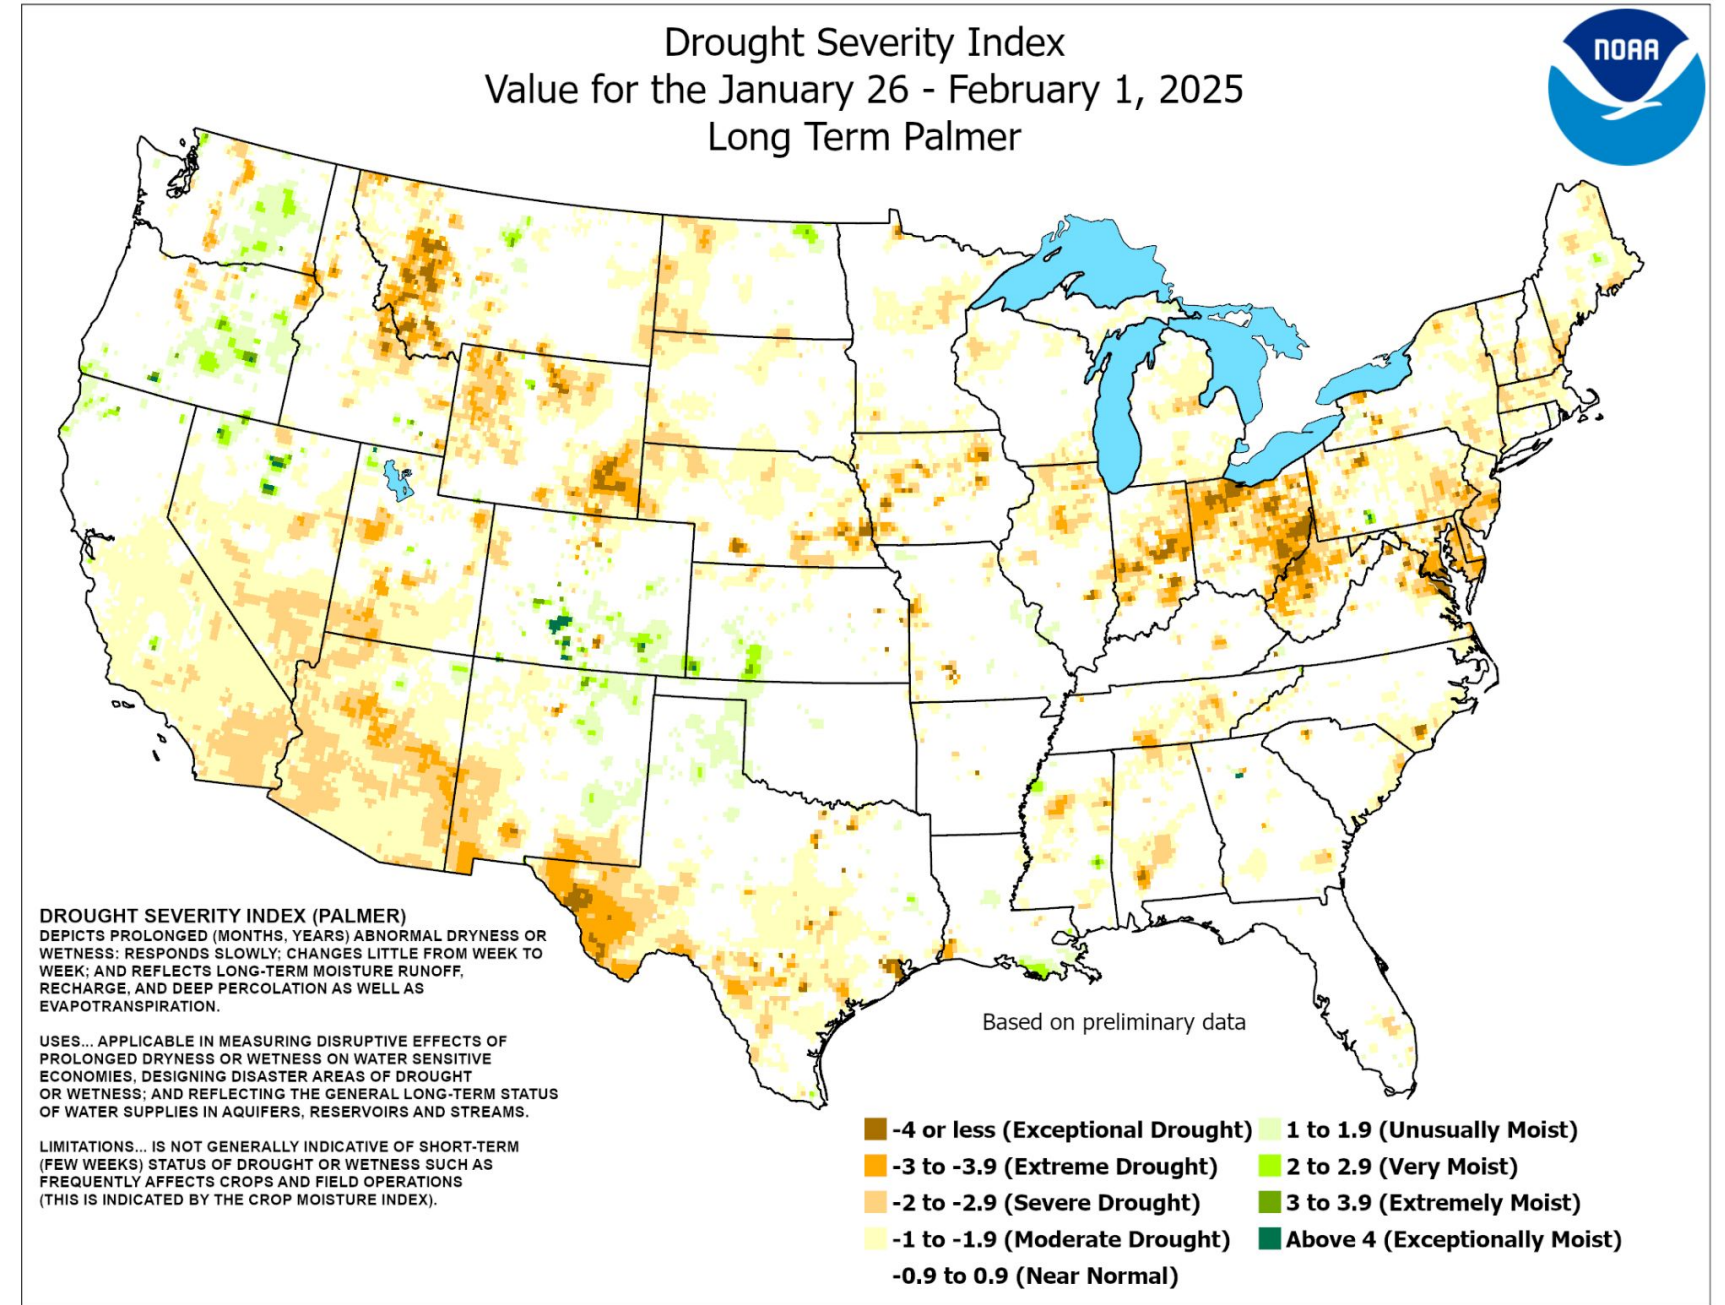 Drought Severity Index
Value for the January 26 - February 1, 2025
Long Term Palmer
NOAA
DROUGHT SEVERITY INDEX (PALMER)
DEPICTS PROLONGED (MONTHS, YEARS) ABNORMAL DRYNESS OR
WETNESS: RESPONDS SLOWLY; CHANGES LITTLE FROM WEEK TO
WEEK; AND REFLECTS LONG-TERM MOISTURE RUNOFF,
RECHARGE, AND DEEP PERCOLATION AS WELL AS
EVAPOTRANSPIRATION.
USES... APPLICABLE IN MEASURING DISRUPTIVE EFFECTS OF
PROLONGED DRYNESS OR WETNESS ON WATER SENSITIVE
ECONOMIES, DESIGNING DISASTER AREAS OF DROUGHT
OR WETNESS; AND REFLECTING THE GENERAL LONG-TERM STATUS
OF WATER SUPPLIES IN AQUIFERS, RESERVOIRS AND STREAMS.
LIMITATIONS... IS NOT GENERALLY INDICATIVE OF SHORT-TERM
(FEW WEEKS) STATUS OF DROUGHT OR WETNESS SUCH AS
FREQUENTLY AFFECTS CROPS AND FIELD OPERATIONS
(THIS IS INDICATED BY THE CROP MOISTURE INDEX).
Based on preliminary data
-4 or less (Exceptional Drought)
-3 to -3.9 (Extreme Drought)
-2 to -2.9 (Severe Drought)
-1 to -1.9 (Moderate Drought)
-0.9 to 0.9 (Near Normal)
1 to 1.9 (Unusually Moist)
2 to 2.9 (Very Moist)
3 to 3.9 (Extremely Moist)
Above 4 (Exceptionally Moist)